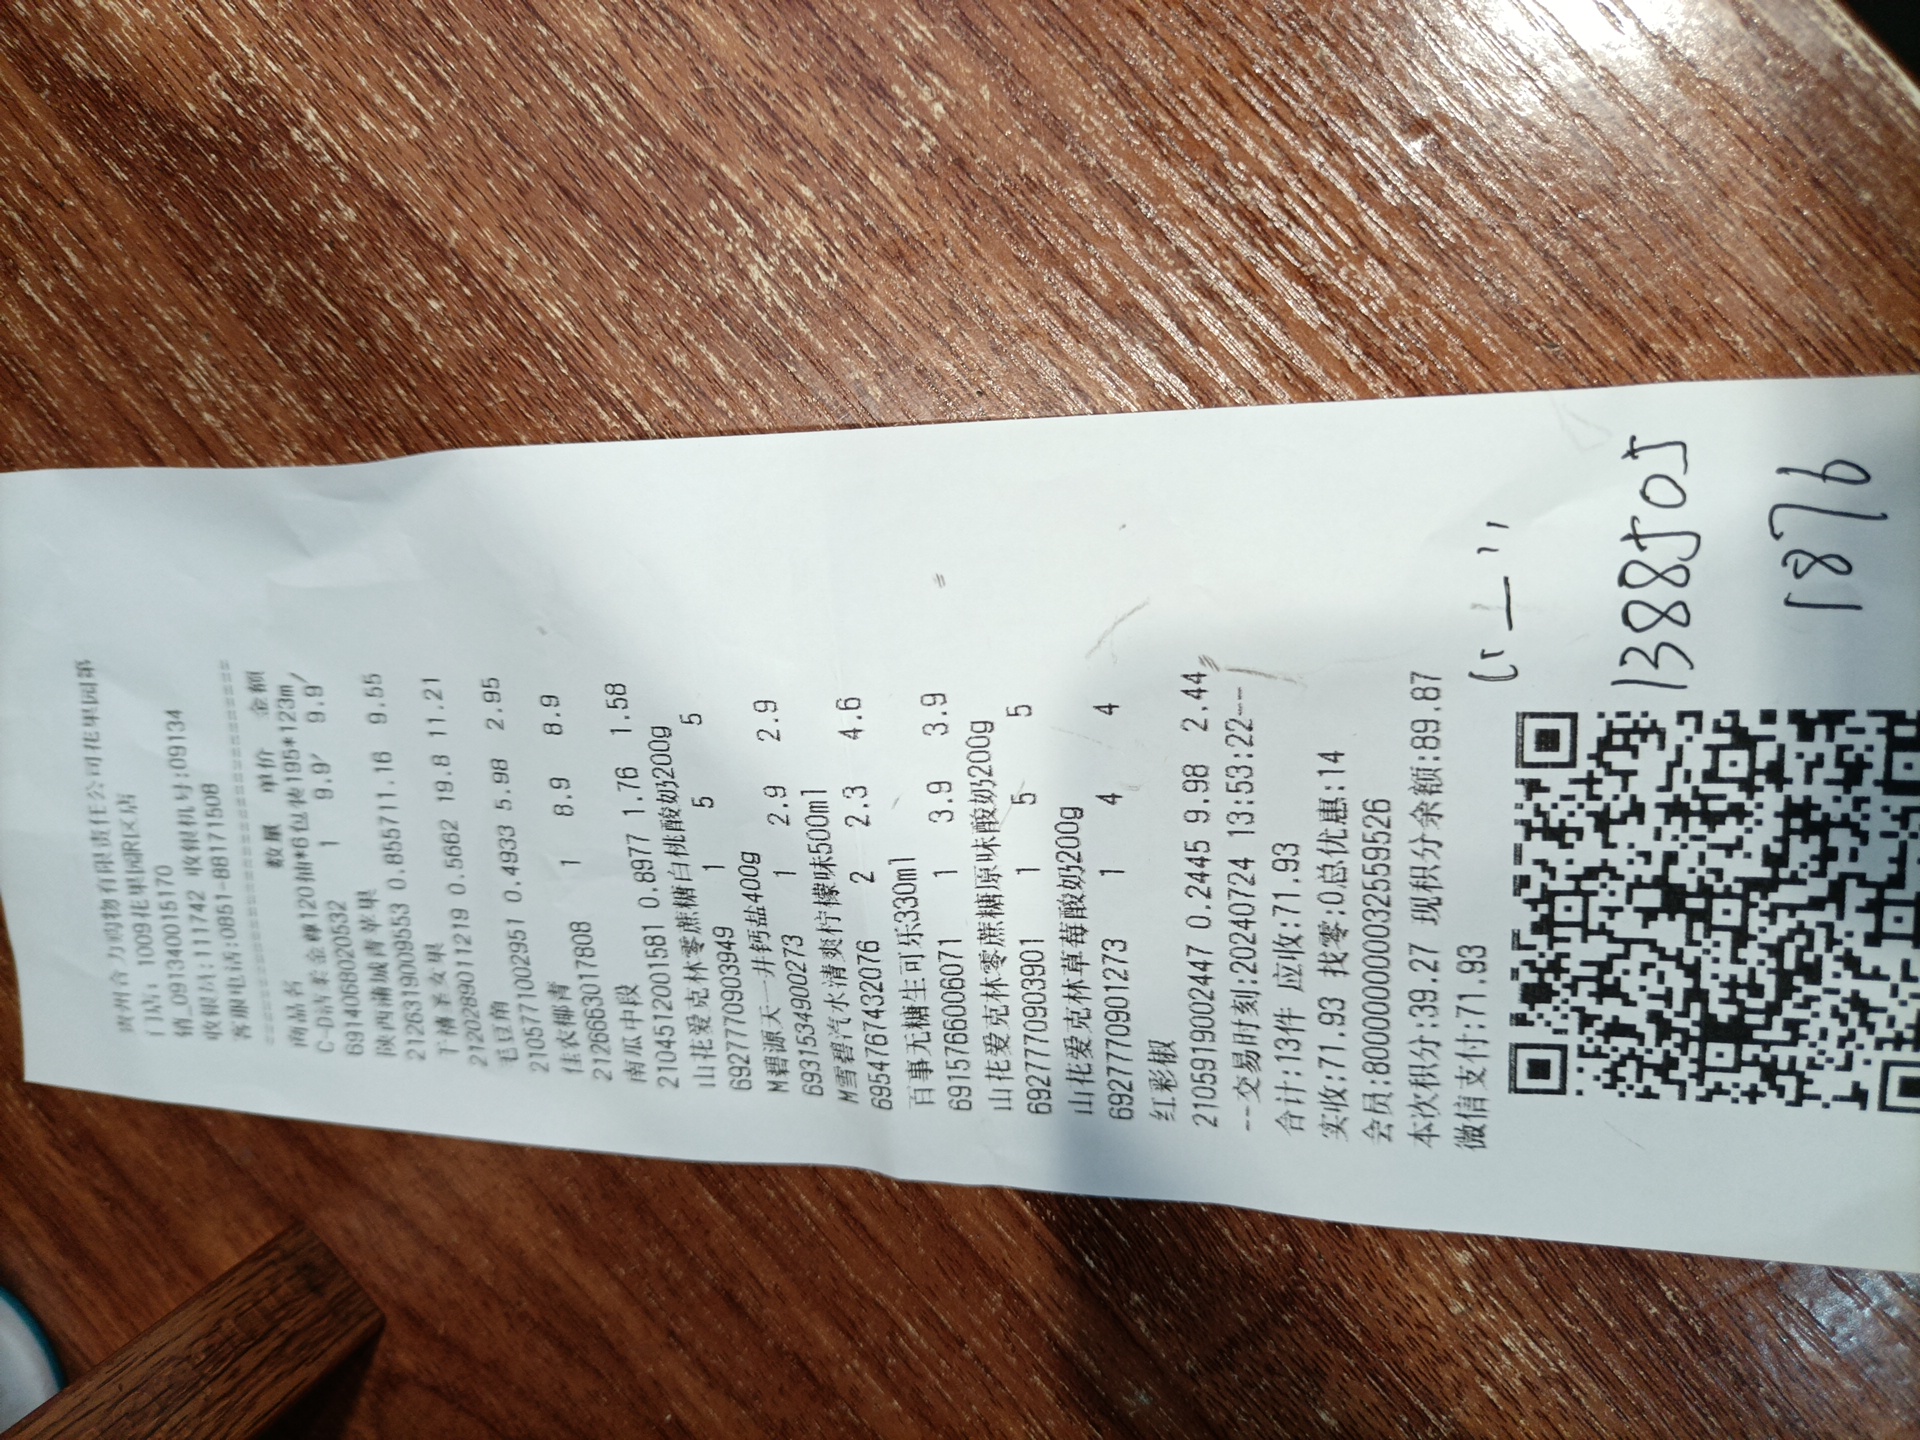 贵州合力购物有限责任公司花果园第
门店: 1009花果园R区店
销_0913400015170
收银员:111742 收银机号:09134
客服电话:0851-88171508
==============================
商品名 数量 单价 金额
C-D洁柔金樽120抽*6包装195*123m
6914068020532 1 9.9 9.9
陕西蒲城青苹果
2126319009553 0.8557 11.16 9.55
千禧圣女果
2120289011219 0.5662 19.8 11.21
毛豆角
2105771002951 0.4933 5.98 2.95
佳农椰青
2126663017808 1 8.9 8.9
南瓜中段
2104512001581 0.8977 1.76 1.58
山花爱克林零蔗糖白桃酸奶200g
6927770903949 1 5 5
M碧源天一井钙盐400g
6931534900273 1 2.9 2.9
M雪碧汽水清爽柠檬味500ml
6954767432076 2 2.3 4.6
百事无糖生可乐330ml
6915766006071 1 3.9 3.9
山花爱克林零蔗糖原味酸奶200g
6927770903901 1 5 5
山花爱克林草莓酸奶200g
6927770901273 1 4 4
红彩椒
2105919002447 0.2445 9.98 2.44
--交易时刻:20240724 13:53:22--
合计:13件 应收:71.93
实收:71.93 找零:0总优惠:14
会员:8000000000032559526
本次积分:39.27 现积分余额:89.87
微信支付:71.93
1388505
1876